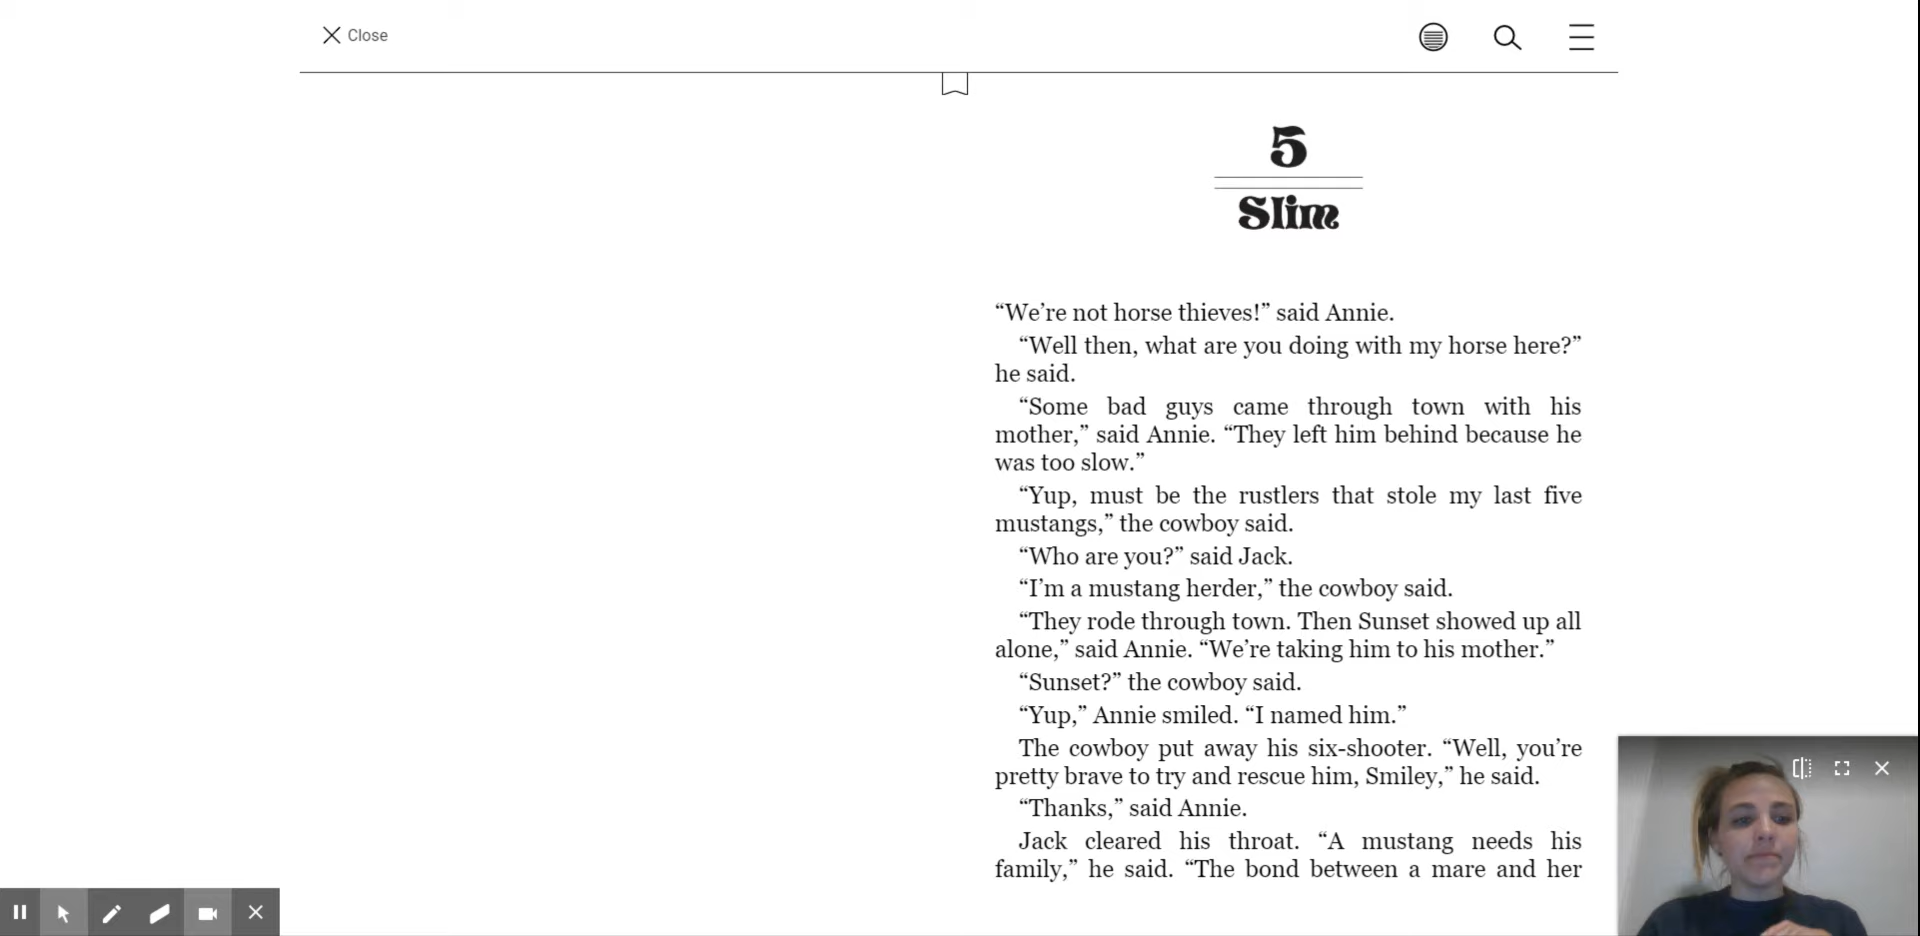 Close
5
Slim
“We’re not horse thieves!” said Annie.
“Well then, what are you doing with my horse here?”
he said.
“Some bad guys came through town with his
mother,” said Annie. “They left him behind because he
was too slow.”
“Yup, must be the rustlers that stole my last five
mustangs,” the cowboy said.
“Who are you?” said Jack.
“I’m a mustang herder,” the cowboy said.
“They rode through town. Then Sunset showed up all
alone,” said Annie. “We’re taking him to his mother.”
“Sunset?” the cowboy said.
“Yup,” Annie smiled. “I named him.”
The cowboy put away his six-shooter. “Well, you’re
pretty brave to try and rescue him, Smiley,” he said.
“Thanks,” said Annie.
Jack cleared his throat. “A mustang needs his
family,” he said. “The bond between a mare and her